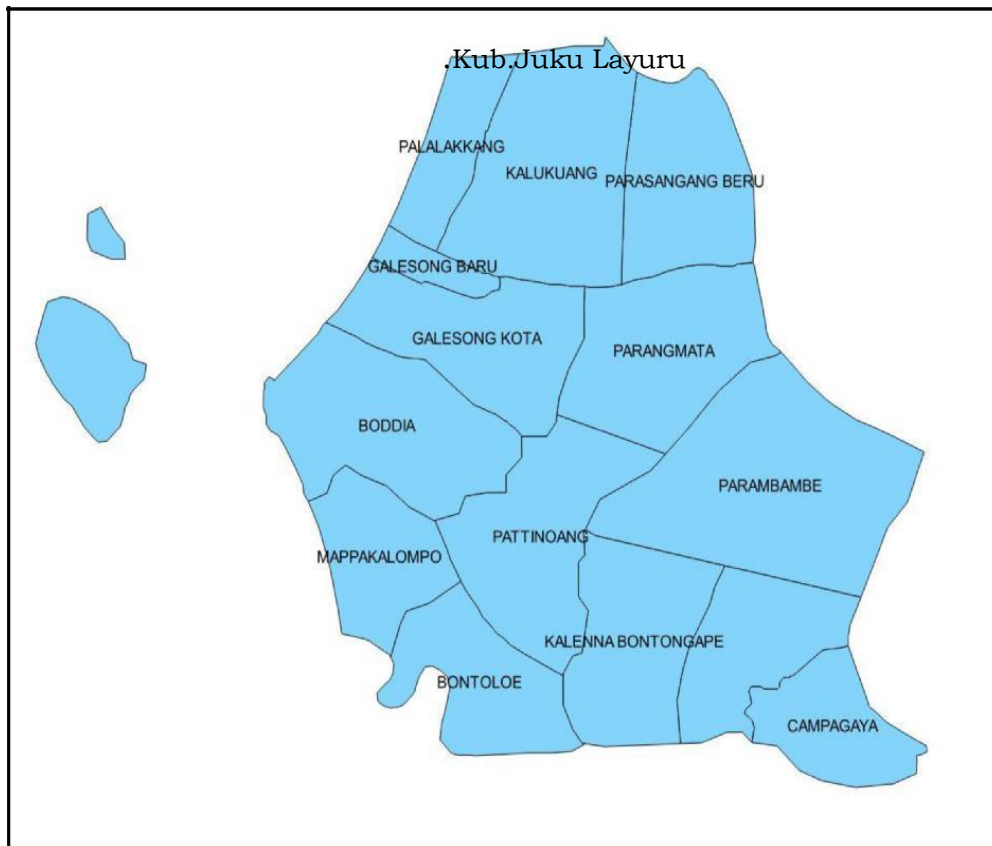 .Kub.Juku Layuru
PALALAKKANG
KALUKUANG
PARASANGANG BERU
GALESONG BARU
GALESONG KOTA
PARANGMATA
BODDIA
PARAMBAMBE
PATTINOANG
MAPPAKALOMPO
KALENNA BONTONGAPE
BONTOLOE
CAMPAGAYA